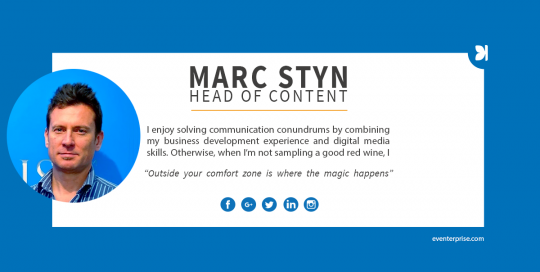 MARC STYN
HEAD OF CONTENT
I enjoy solving communication conundrums by combining
my business development experience and digital media
skills. Otherwise, when I'm not sampling a good red wine, I
"Outside your comfort zone is where the magic happens"
eventerprise.com